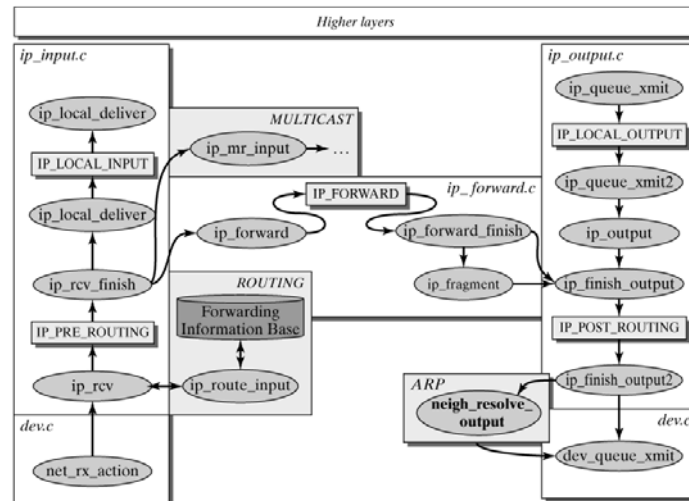 Higher layers
ip_input.c
ip_local_deliver
IP_LOCAL_INPUT
ip_local_deliver
ip_rcv_finish
IP_PRE_ROUTING
ip_rcv
dev.c
net_rx_action
MULTICAST
ip_mr_input
...
ip_forward.c
IP_FORWARD
ip_forward
ip_forward_finish
ip_fragment
ROUTING
Forwarding
Information Base
ip_route_input
ARP
neigh_resolve_
output
ip_output.c
ip_queue_xmit
IP_LOCAL_OUTPUT
ip_queue_xmit2
ip_output
ip_finish_output
IP_POST_ROUTING
ip_finish_output2
dev.c
dev_queue_xmit